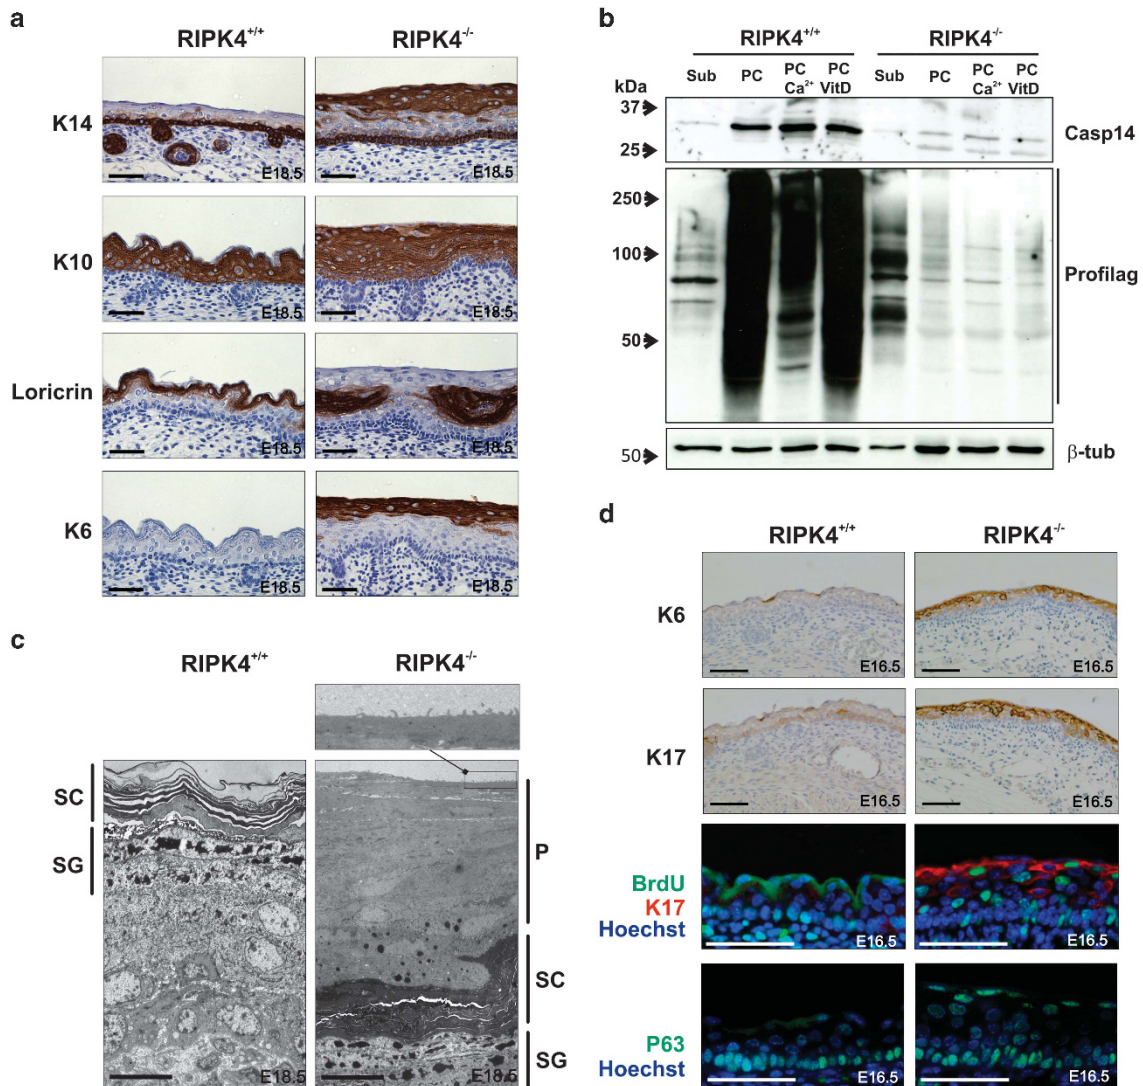 a
RIPK4+/+ RIPK4-/-
K14 E18.5 E18.5
K10 E18.5 E18.5
Loricrin E18.5 E18.5
K6 E18.5 E18.5
b
RIPK4+/+ RIPK4-/-
kDa Sub PC PC Ca2+ PC VitD Sub PC PC Ca2+ PC VitD
37
25
Casp14
250
100
50
Profilag
50
β-tub
c
RIPK4+/+ RIPK4-/-
SC
SG
P
SC
SG
E18.5 E18.5
d
RIPK4+/+ RIPK4-/-
K6 E16.5 E16.5
K17 E16.5 E16.5
BrdU
K17
Hoechst E16.5 E16.5
P63
Hoechst E16.5 E16.5